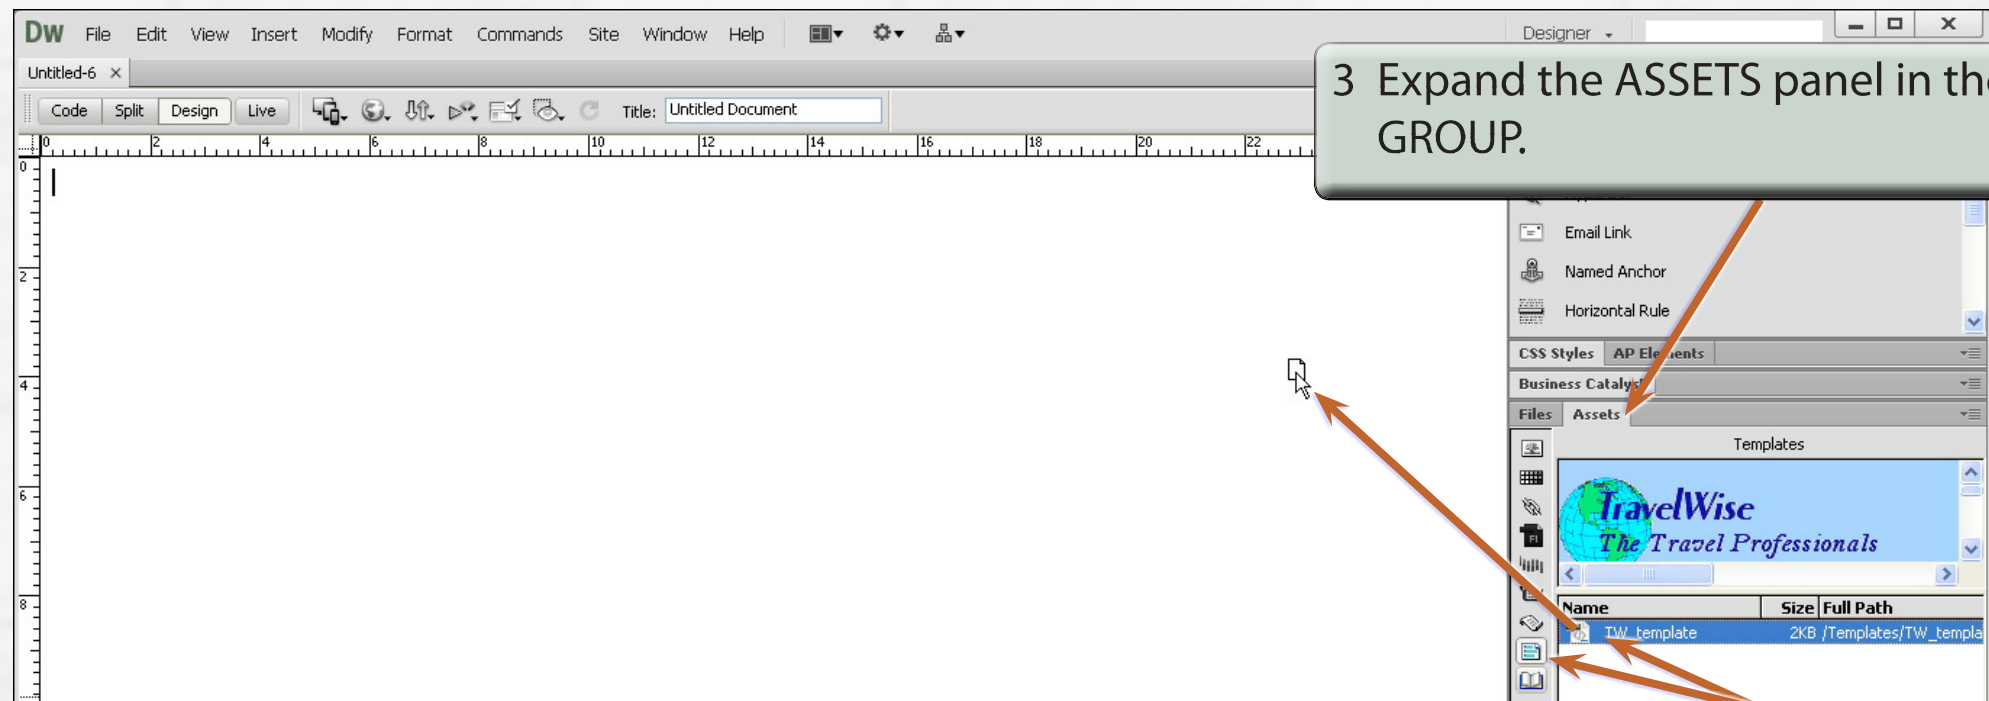 DW File Edit View Insert Modify Format Commands Site Window Help Designer
Untitled-6
Code Split Design Live Title: Untitled Document
3 Expand the ASSETS panel in the
GROUP.
0 2 4 6 8 10 12 14 16 18 20 22
0
2
4
6
8
Email Link
Named Anchor
Horizontal Rule
CSS Styles AP Elements
Business Catalyst
Files Assets
Templates
TravelWise
The Travel Professionals
Name Size Full Path
TW_template 2KB /Templates/TW_templa